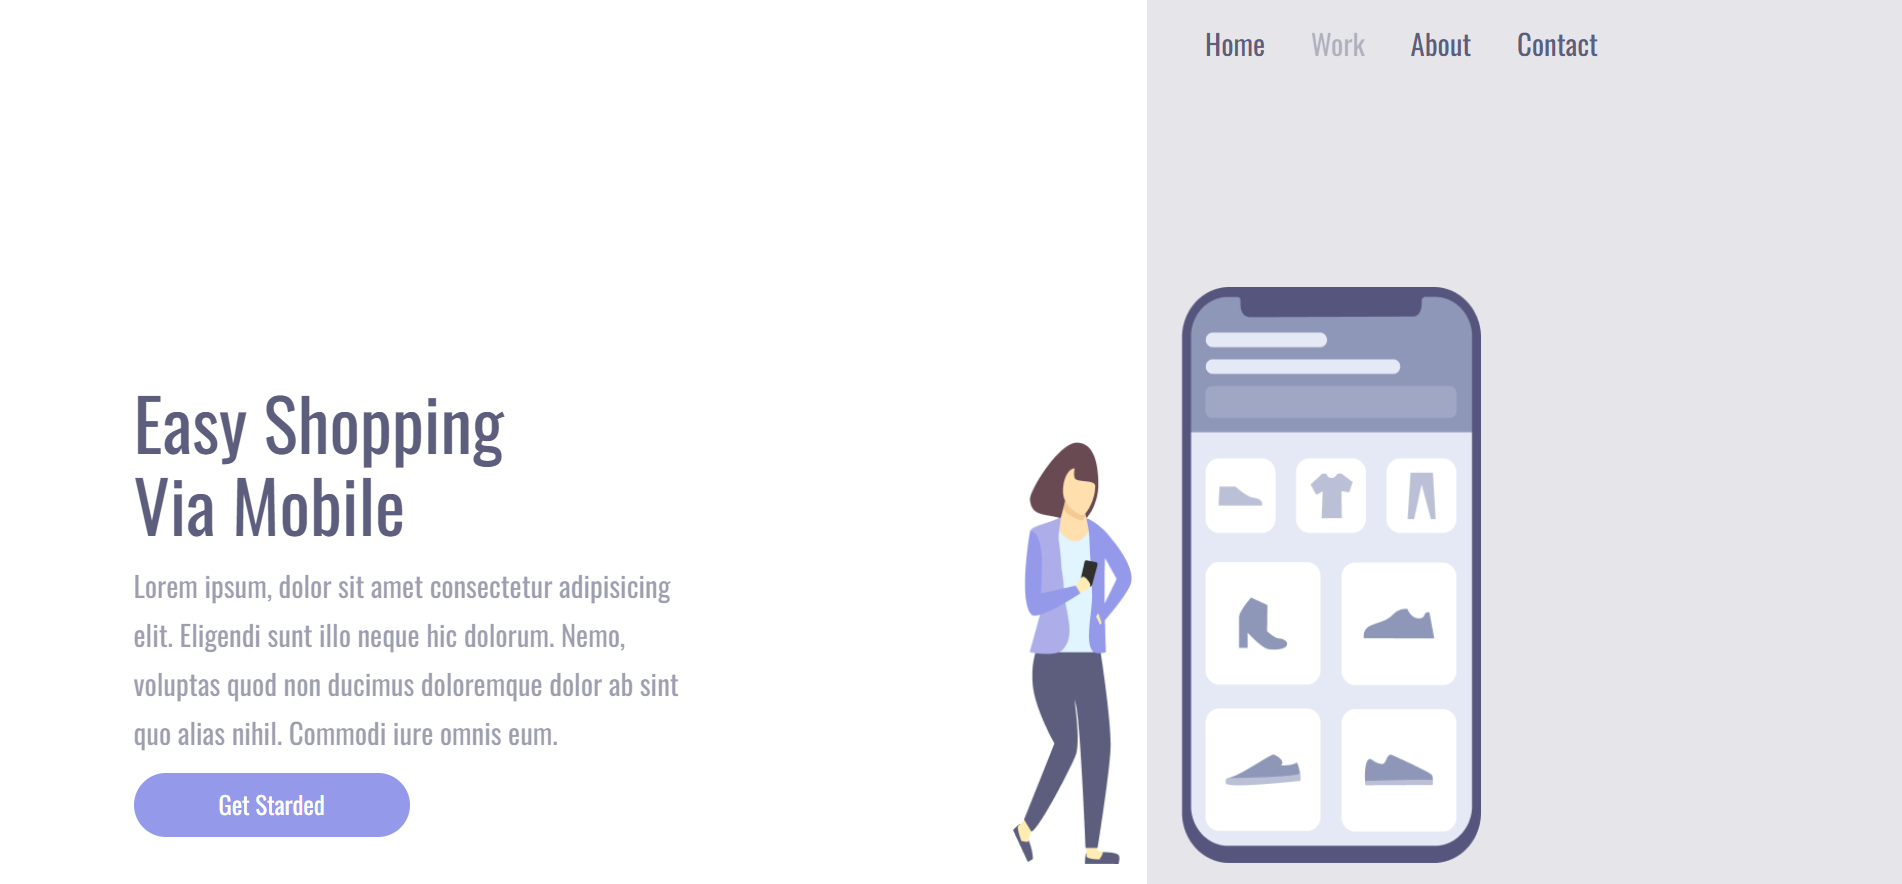 Home Work About Contact
Easy Shopping
Via Mobile
Lorem ipsum, dolor sit amet consectetur adipisicing
elit. Eligendi sunt illo neque hic dolorum. Nemo,
voluptas quod non ducimus doloremque dolor ab sint
quo alias nihil. Commodi iure omnis eum.
Get Starded